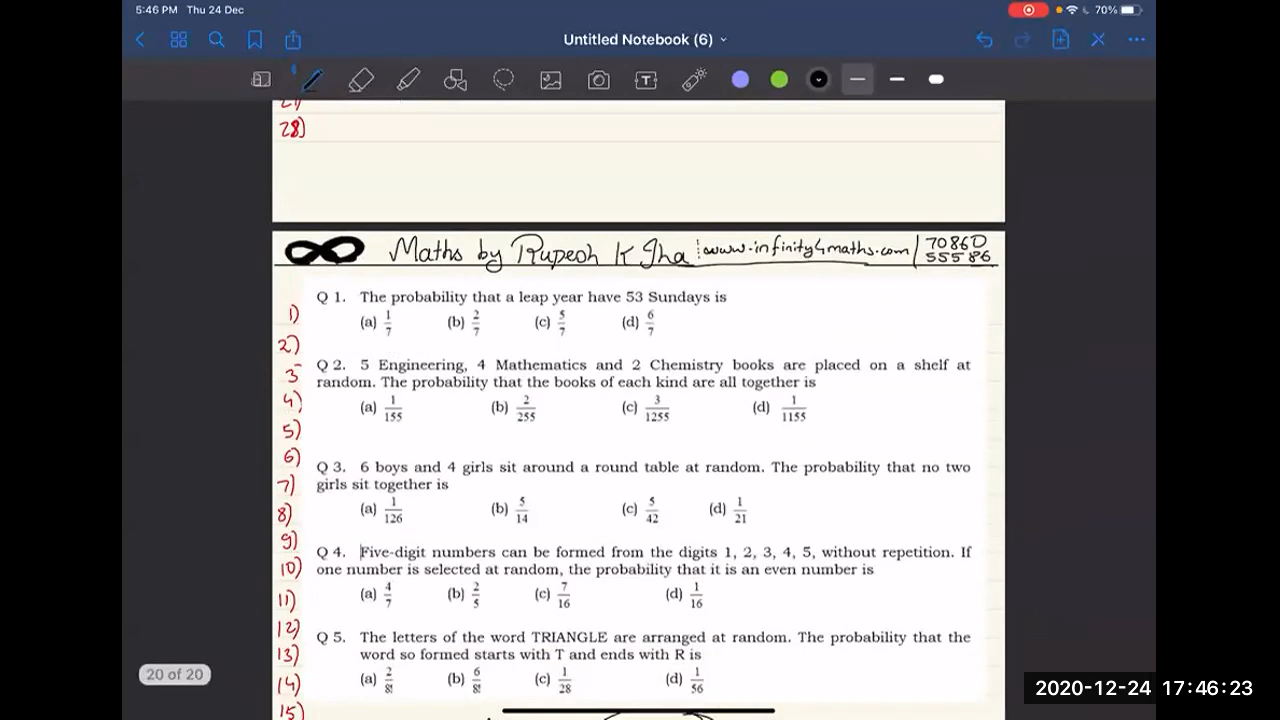 5:46 PM Thu 24 Dec
70%
Untitled Notebook (6)
T
28)
Maths by Rupesh K Jha www.infinity4maths.com 70860 55586
Q 1. The probability that a leap year have 53 Sundays is
(a) 1/7 (b) 2/7 (c) 5/7 (d) 6/7
Q 2. 5 Engineering, 4 Mathematics and 2 Chemistry books are placed on a shelf at
random. The probability that the books of each kind are all together is
(a) 1/155 (b) 2/255 (c) 3/1255 (d) 1/1155
Q 3. 6 boys and 4 girls sit around a round table at random. The probability that no two
girls sit together is
(a) 1/126 (b) 5/14 (c) 5/42 (d) 1/21
Q 4. Five-digit numbers can be formed from the digits 1, 2, 3, 4, 5, without repetition. If
one number is selected at random, the probability that it is an even number is
(a) 4/7 (b) 2/5 (c) 7/16 (d) 1/16
Q 5. The letters of the word TRIANGLE are arranged at random. The probability that the
word so formed starts with T and ends with R is
(a) 2/8! (b) 6/8! (c) 1/28 (d) 1/56
1)
2)
3
4)
5)
6)
7)
8)
9)
10)
11)
12)
13)
14)
15)
20 of 20
2020-12-24 17:46:23